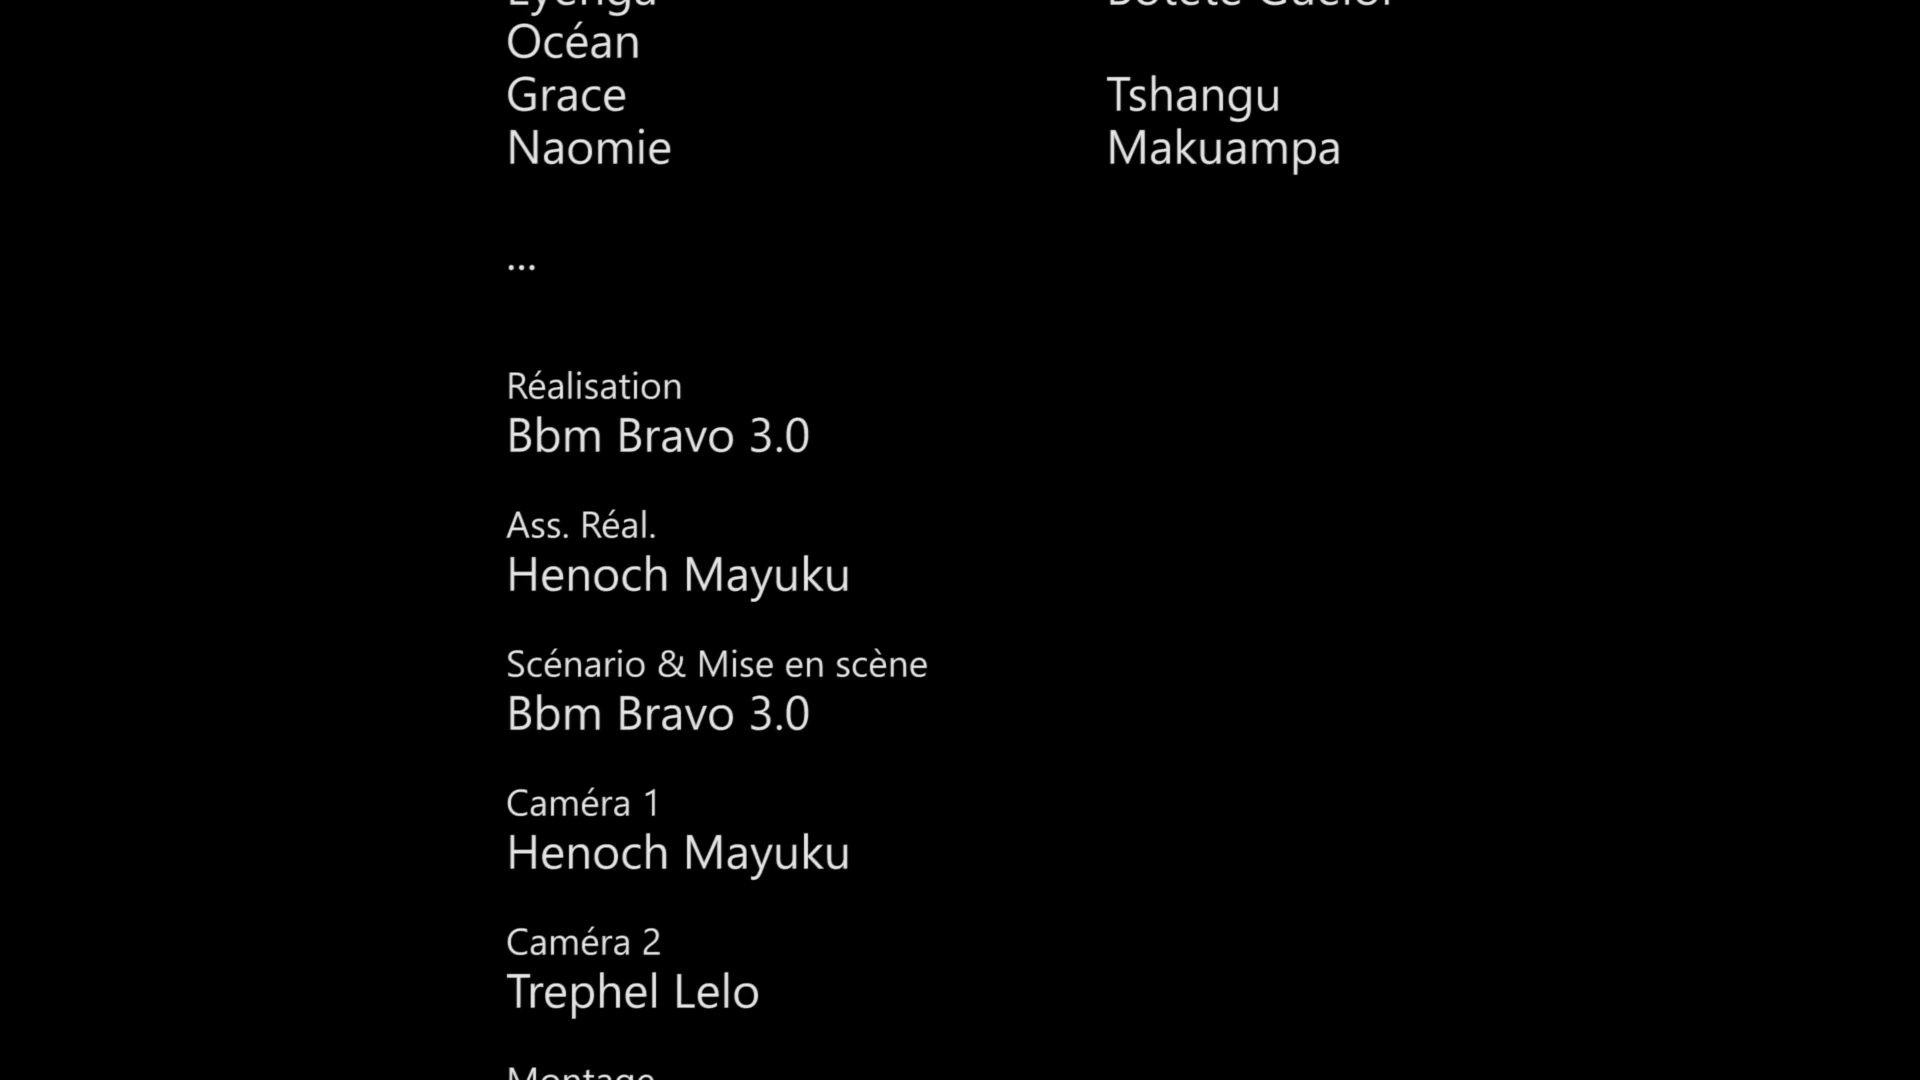 Océan
Grace Tshangu
Naomie Makuampa
...
Réalisation
Bbm Bravo 3.0
Ass. Réal.
Henoch Mayuku
Scénario & Mise en scène
Bbm Bravo 3.0
Caméra 1
Henoch Mayuku
Caméra 2
Trephel Lelo
Montage